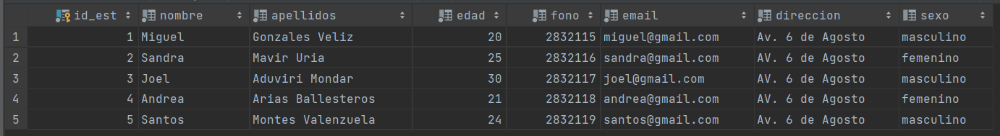 id_est nombre apellidos edad fono email direccion sexo
1 1 Miguel Gonzales Veliz 20 2832115 miguel@gmail.com Av. 6 de Agosto masculino
2 2 Sandra Mavir Uria 25 2832116 sandra@gmail.com Av. 6 de Agosto femenino
3 3 Joel Aduviri Mondar 30 2832117 joel@gmail.com Av. 6 de Agosto masculino
4 4 Andrea Arias Ballesteros 21 2832118 andrea@gmail.com Av. 6 de Agosto femenino
5 5 Santos Montes Valenzuela 24 2832119 santos@gmail.com Av. 6 de Agosto masculino